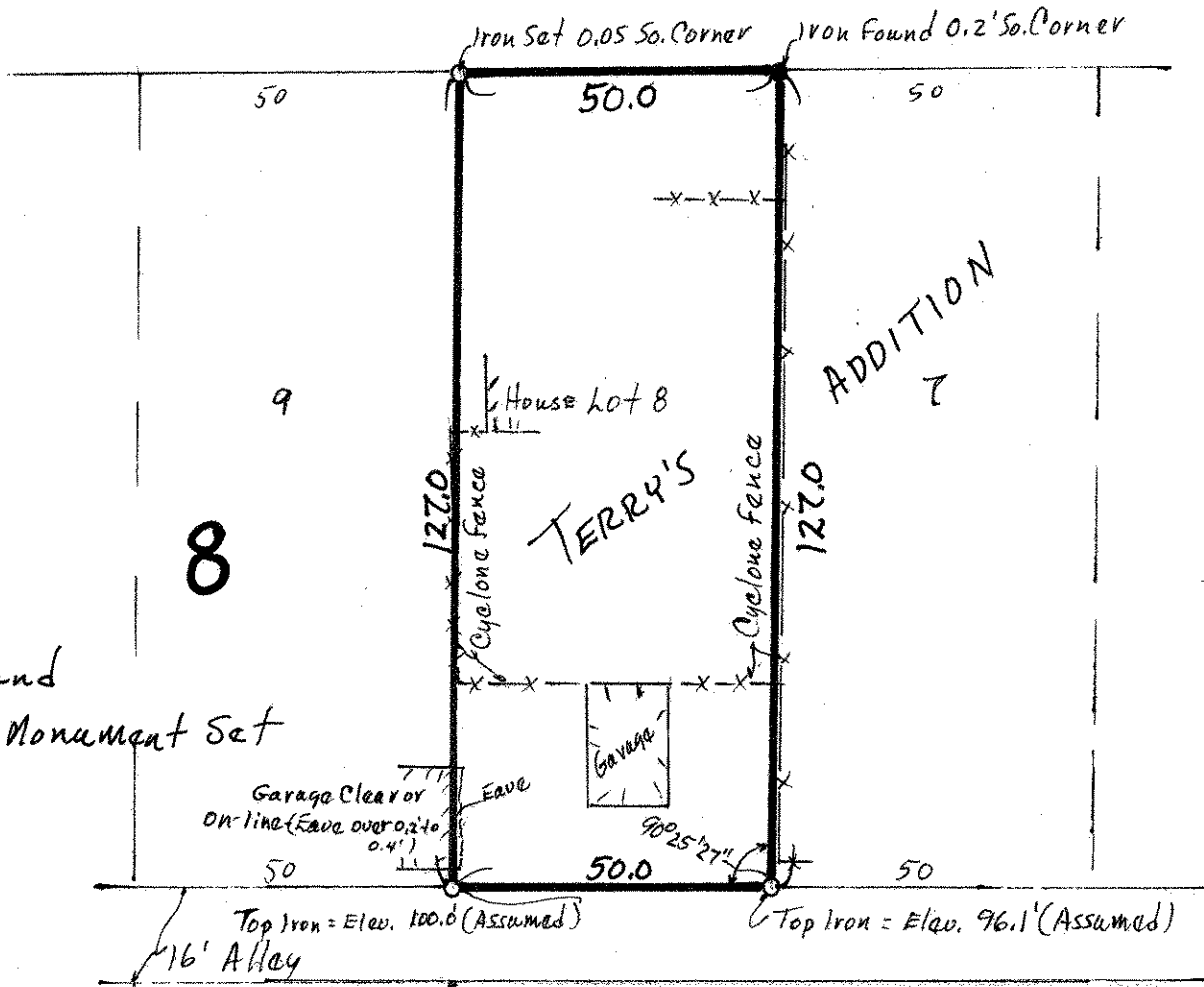 Iron Set 0.05 So. Corner
Iron Found 0.2' So. Corner
50
50.0
50
ADDITION
7
9
House Lot 8
TERRY'S
127.0
Cyclone Fence
Cyclone Fence
127.0
8
Monument Set
Garage
Garage Clear or
On-line (Eave over 0.2' to
0.4')
Eave
90° 25' 27"
50
50.0
50
Top Iron = Elev. 100.0' (Assumed)
Top Iron = Elev. 96.1' (Assumed)
16' Alley